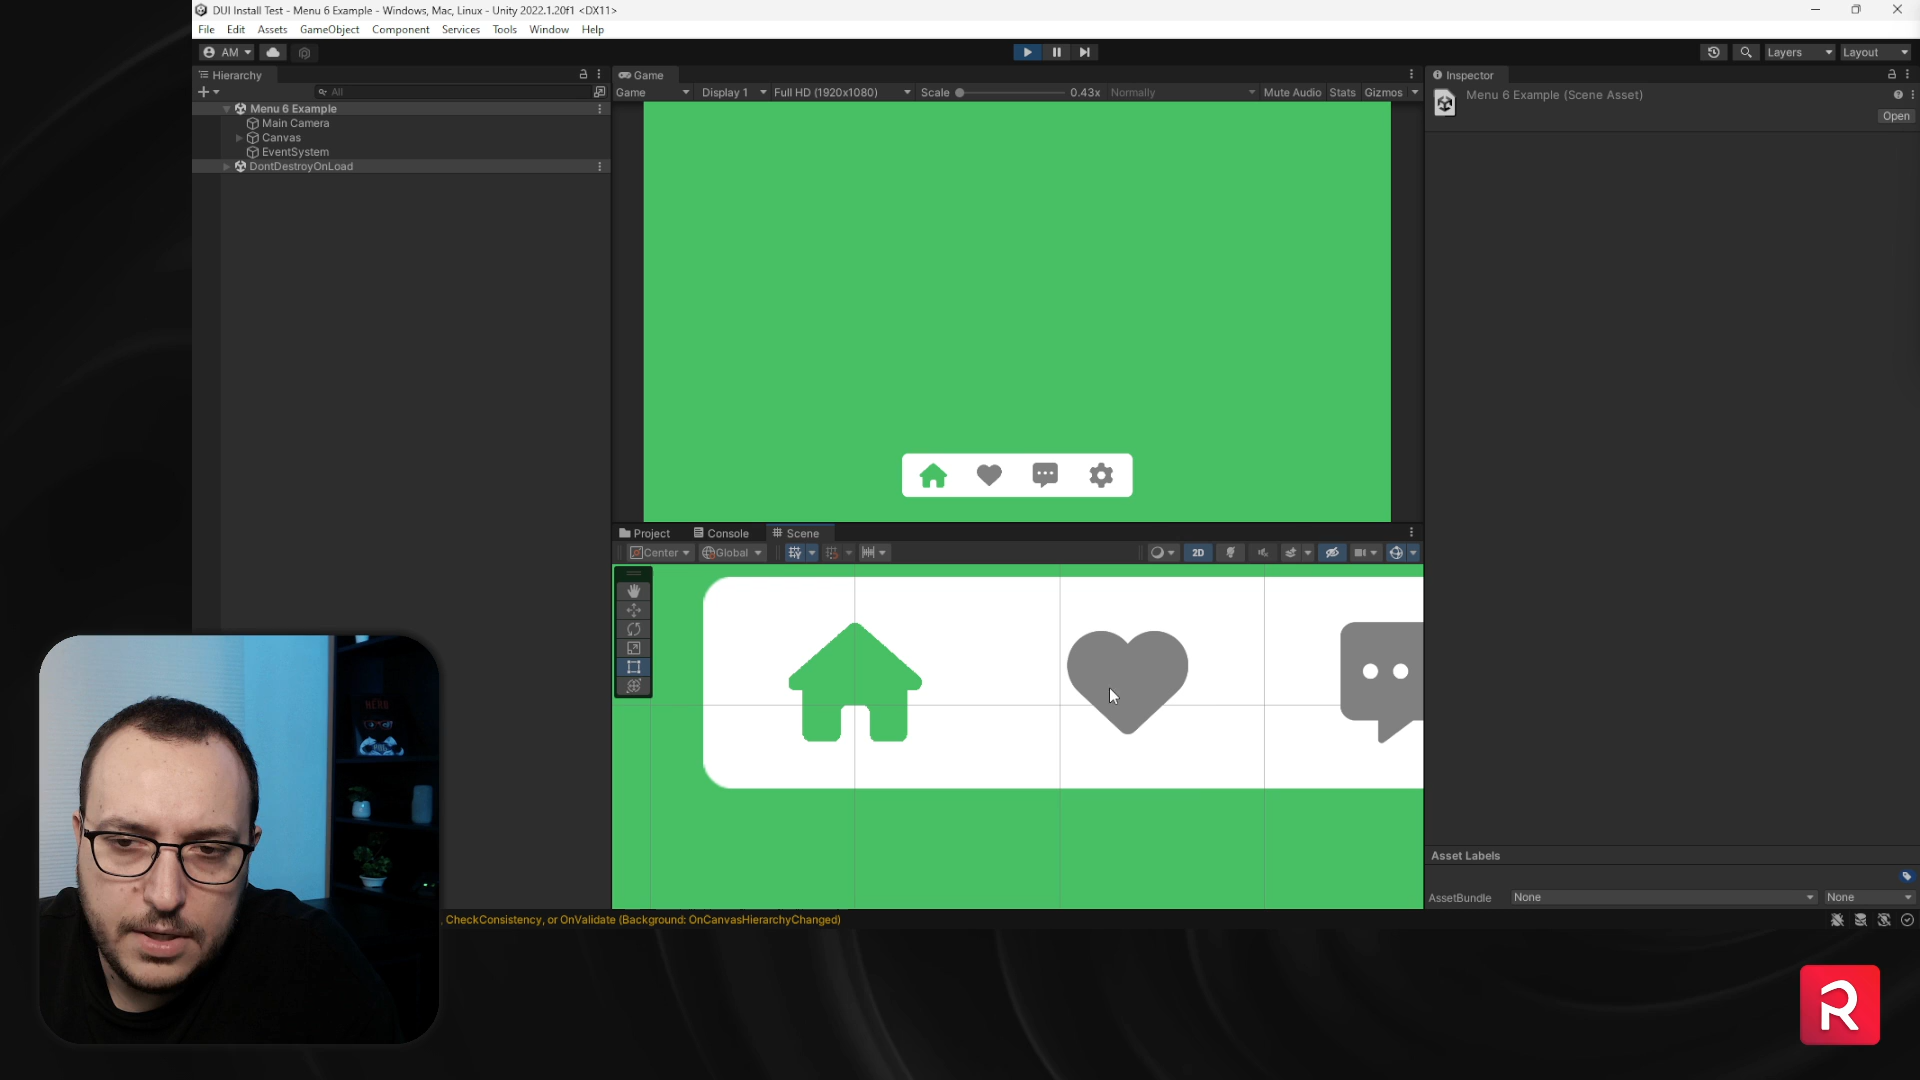 DUI Install Test - Menu 6 Example - Windows, Mac, Linux - Unity 2022.1.20f1 <DX11>
File Edit Assets GameObject Component Services Tools Window Help
AM Layers Layout
Hierarchy
All
Menu 6 Example
Main Camera
Canvas
EventSystem
DontDestroyOnLoad
Game
Game Display 1 Full HD (1920x1080) Scale 0.43x Normally Mute Audio Stats Gizmos
Inspector
Menu 6 Example (Scene Asset)
Open
Project Console Scene
Center Global 2D
Asset Labels
AssetBundle None None
, CheckConsistency, or OnValidate (Background: OnCanvasHierarchyChanged)
HERO
R